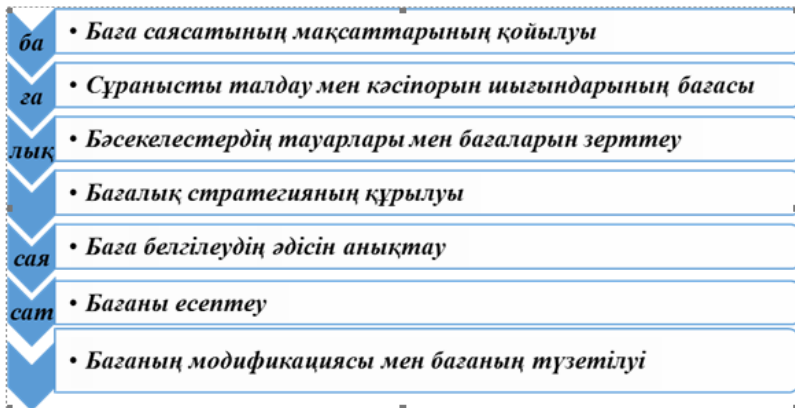 ба
• Баға саясатының мақсаттарының қойылуы
га
• Сұранысты талдау мен кәсіпорын шығындарының бағасы
лық
• Бәсекелестердің тауарлары мен бағаларын зерттеу
• Бағалық стратегияның құрылуы
сая
• Баға белгілеудің әдісін анықтау
сат
• Бағаны есептеу
• Бағаның модификациясы мен бағаның түзетілуі